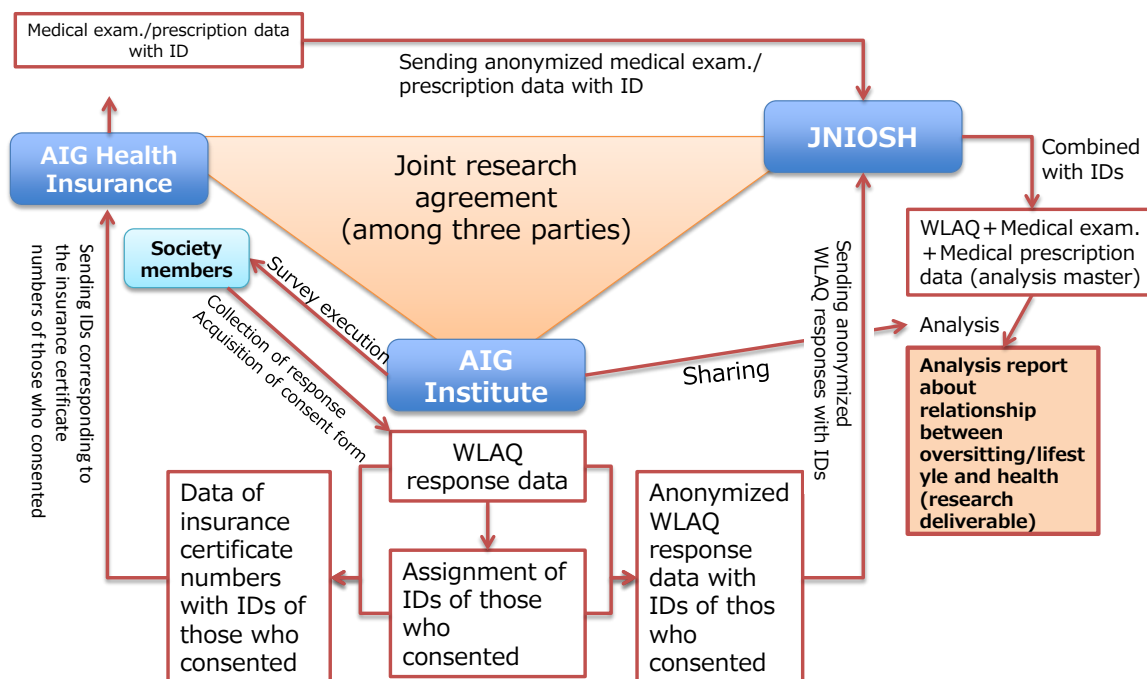 Medical exam./prescription data
with ID
Sending anonymized medical exam./
prescription data with ID
AIG Health
Insurance
Joint research
agreement
(among three parties)
JNIOSH
Combined
with IDs
Society
members
WLAQ+Medical exam.
+Medical prescription
data (analysis master)
Sending IDs corresponding to
the insurance certificate
numbers of those who consented
Survey execution
Collection of response
Acquisition of consent form
Sending anonymized
WLAQ responses with IDs
AIG
Institute
Sharing
Analysis
Analysis report
about
relationship
between
oversitting/lifest
yle and health
(research
deliverable)
WLAQ
response data
Data of
insurance
certificate
numbers
with IDs of
those who
consented
Assignment of
IDs of those
who
consented
Anonymized
WLAQ
response
data with
IDs of thos
who
consented